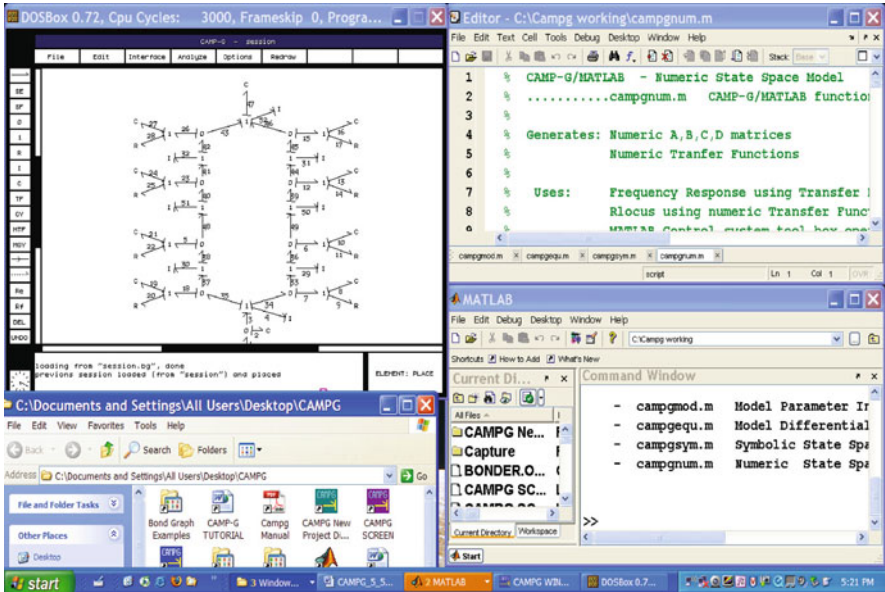 DOSBox 0.72, Cpu Cycles: 3000, Frameskip 0, Progra...
CAMP-G - session
File Edit Interface Analyze Options Redraw
SE
SF
0
1
R
I
C
TF
GY
MTF
MGY
Re
Rf
DEL
UNDO
loading from "session.bg", done
previous session loaded (from "session") and placed
ELEMENT: PLACE
Editor - C:\Campg working\campgnum.m
File Edit Text Cell Tools Debug Desktop Window Help
Stack: Base
1 % CAMP-G/MATLAB - Numeric State Space Model
2 % ...........campgnum.m CAMP-G/MATLAB functio
3 %
4 % Generates: Numeric A,B,C,D matrices
5 % Numeric Tranfer Functions
6 %
7 % Uses: Frequency Response using Transfer
8 % Rlocus using numeric Transfer Func
9 % MATLAB Control system tool box ope
campgmod.m campgequ.m campgsym.m campgnum.m
script Ln 1 Col 1 OVR
MATLAB
File Edit Debug Desktop Window Help
C:\Campg working
Shortcuts How to Add What's New
Current Di...
All Files
CAMPG Ne...
Capture
BONDER.O...
CAMPG SC...
Current Directory Workspace
Command Window
- campgmod.m Model Parameter In
- campgequ.m Model Differential
- campgsym.m Symbolic State Spa
- campgnum.m Numeric State Spa
>>
Start
C:\Documents and Settings\All Users\Desktop\CAMPG
File Edit View Favorites Tools Help
Back Search Folders
Address C:\Documents and Settings\All Users\Desktop\CAMPG Go
File and Folder Tasks
Other Places
Desktop
Bond Graph Examples
CAMP-G TUTORIAL
Campg Manual
CAMPG New Project Di...
CAMPG SCREEN
start 3 Window... CAMPG_5_S... 2 MATLAB CAMPG WIN... DOSBox 0.7... 5:21 PM